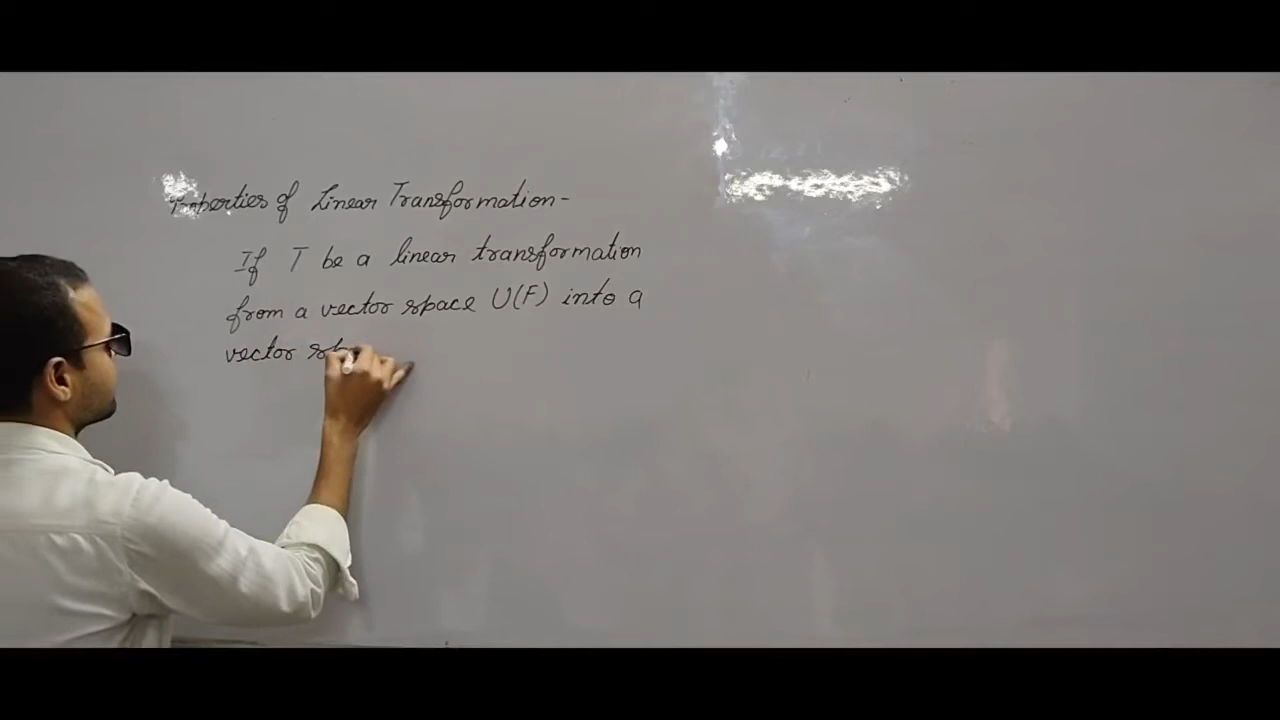 Properties of Linear Transformation-
If T be a linear transformation
from a vector space U(F) into a
vector